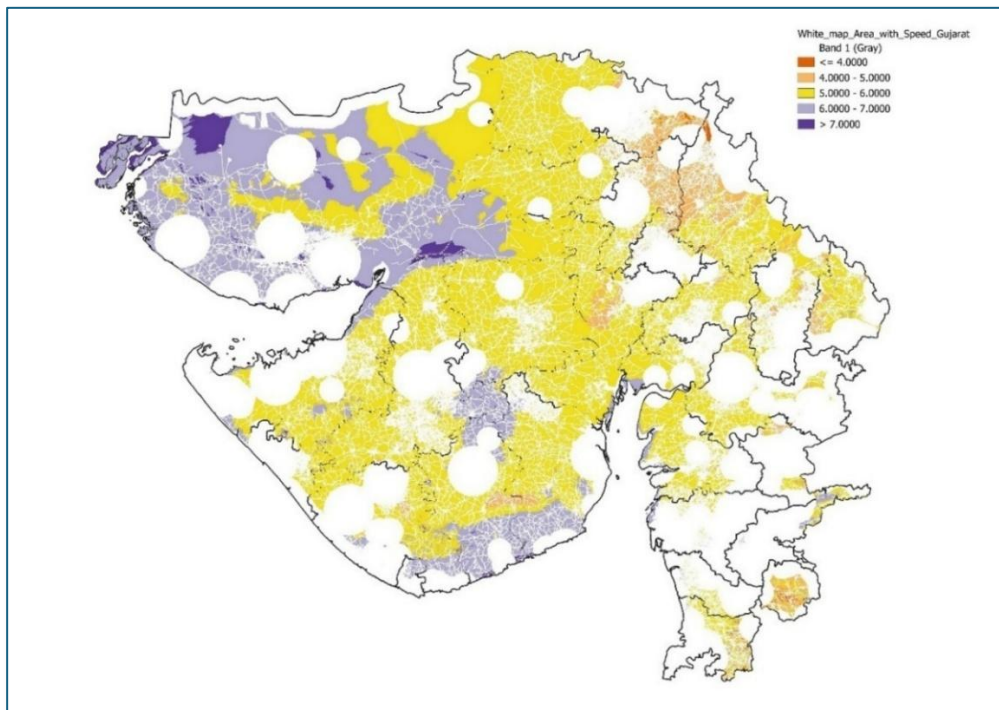 White_map_Area_with_Speed_Gujarat
Band 1 (Gray)
<= 4.0000
4.0000 - 5.0000
5.0000 - 6.0000
6.0000 - 7.0000
> 7.0000